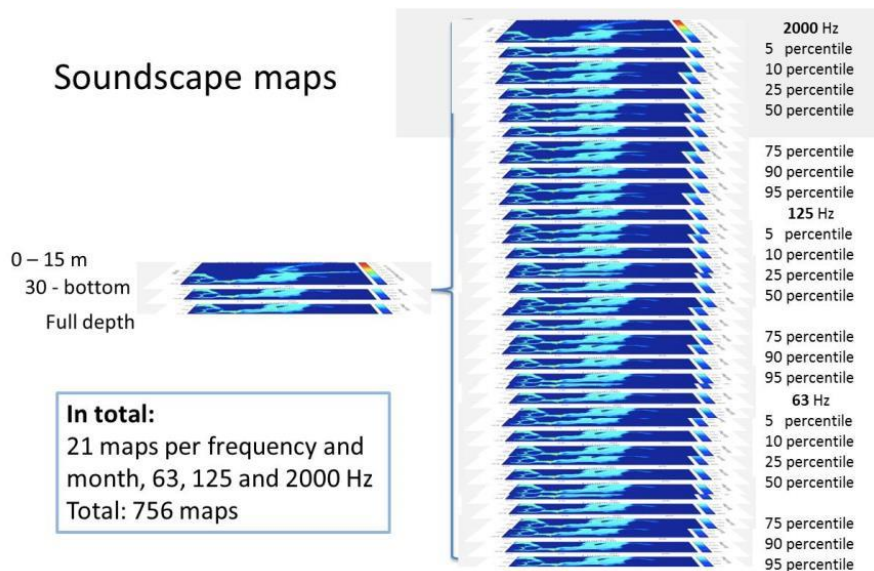 Soundscape maps
0 – 15 m
30 - bottom
Full depth
In total:
21 maps per frequency and
month, 63, 125 and 2000 Hz
Total: 756 maps
2000 Hz
5 percentile
10 percentile
25 percentile
50 percentile
75 percentile
90 percentile
95 percentile
125 Hz
5 percentile
10 percentile
25 percentile
50 percentile
75 percentile
90 percentile
95 percentile
63 Hz
5 percentile
10 percentile
25 percentile
50 percentile
75 percentile
90 percentile
95 percentile